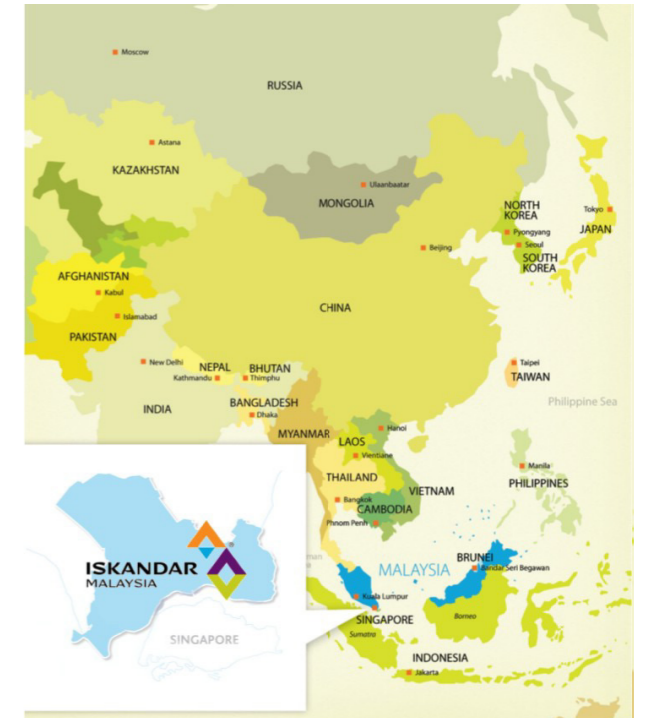 Moscow
RUSSIA
Astana
KAZAKHSTAN
Ulaanbaatar
MONGOLIA
NORTH
KOREA
Tokyo
Pyongyang
JAPAN
Seoul
Beijing
SOUTH
KOREA
AFGHANISTAN
Kabul
CHINA
Islamabad
PAKISTAN
New Delhi
NEPAL
BHUTAN
Taipei
Kathmandu
Thimphu
TAIWAN
BANGLADESH
Philippine Sea
INDIA
Dhaka
Hanoi
MYANMAR
LAOS
Vientiane
Manila
THAILAND
PHILIPPINES
VIETNAM
Bangkok
CAMBODIA
Phnom Penh
BRUNEI
MALAYSIA
Bandar Seri Begawan
ISKANDAR
MALAYSIA
Kuala Lumpur
SINGAPORE
Borneo
Sumatra
SINGAPORE
INDONESIA
Jakarta